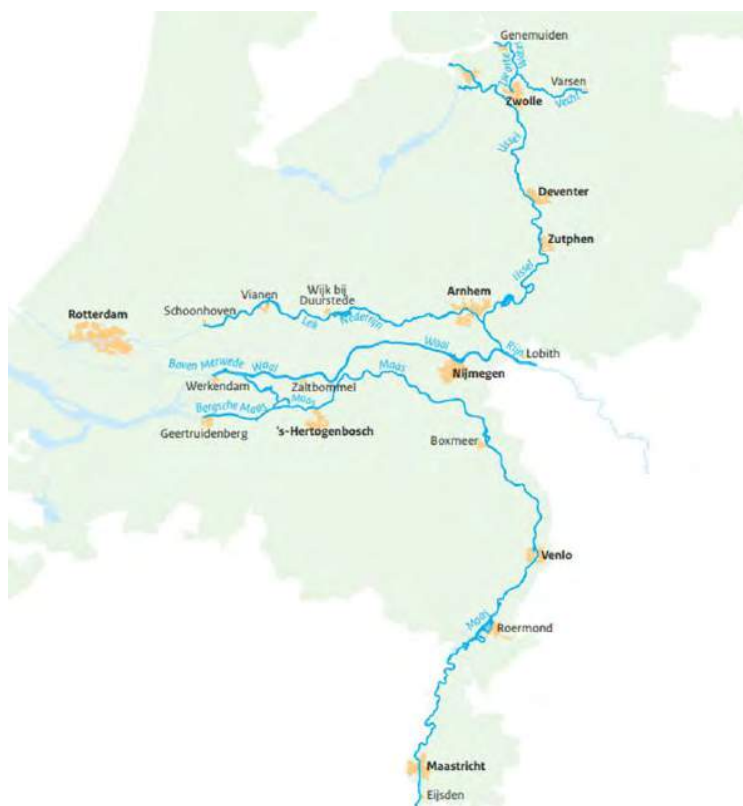 Genemuiden
Zwarte Water
Varsen
Vecht
Zwolle
IJssel
Deventer
Zutphen
IJssel
Wijk bij
Duurstede
Arnhem
Vianen
Schoonhoven
Rotterdam
Lek
Nederrijn
Rijn
Lobith
Waal
Boven Merwede
Waal
Nijmegen
Maas
Werkendam
Zaltbommel
Maas
Bergsche Maas
Geertruidenberg
's-Hertogenbosch
Boxmeer
Venlo
Maas
Roermond
Maastricht
Eijsden